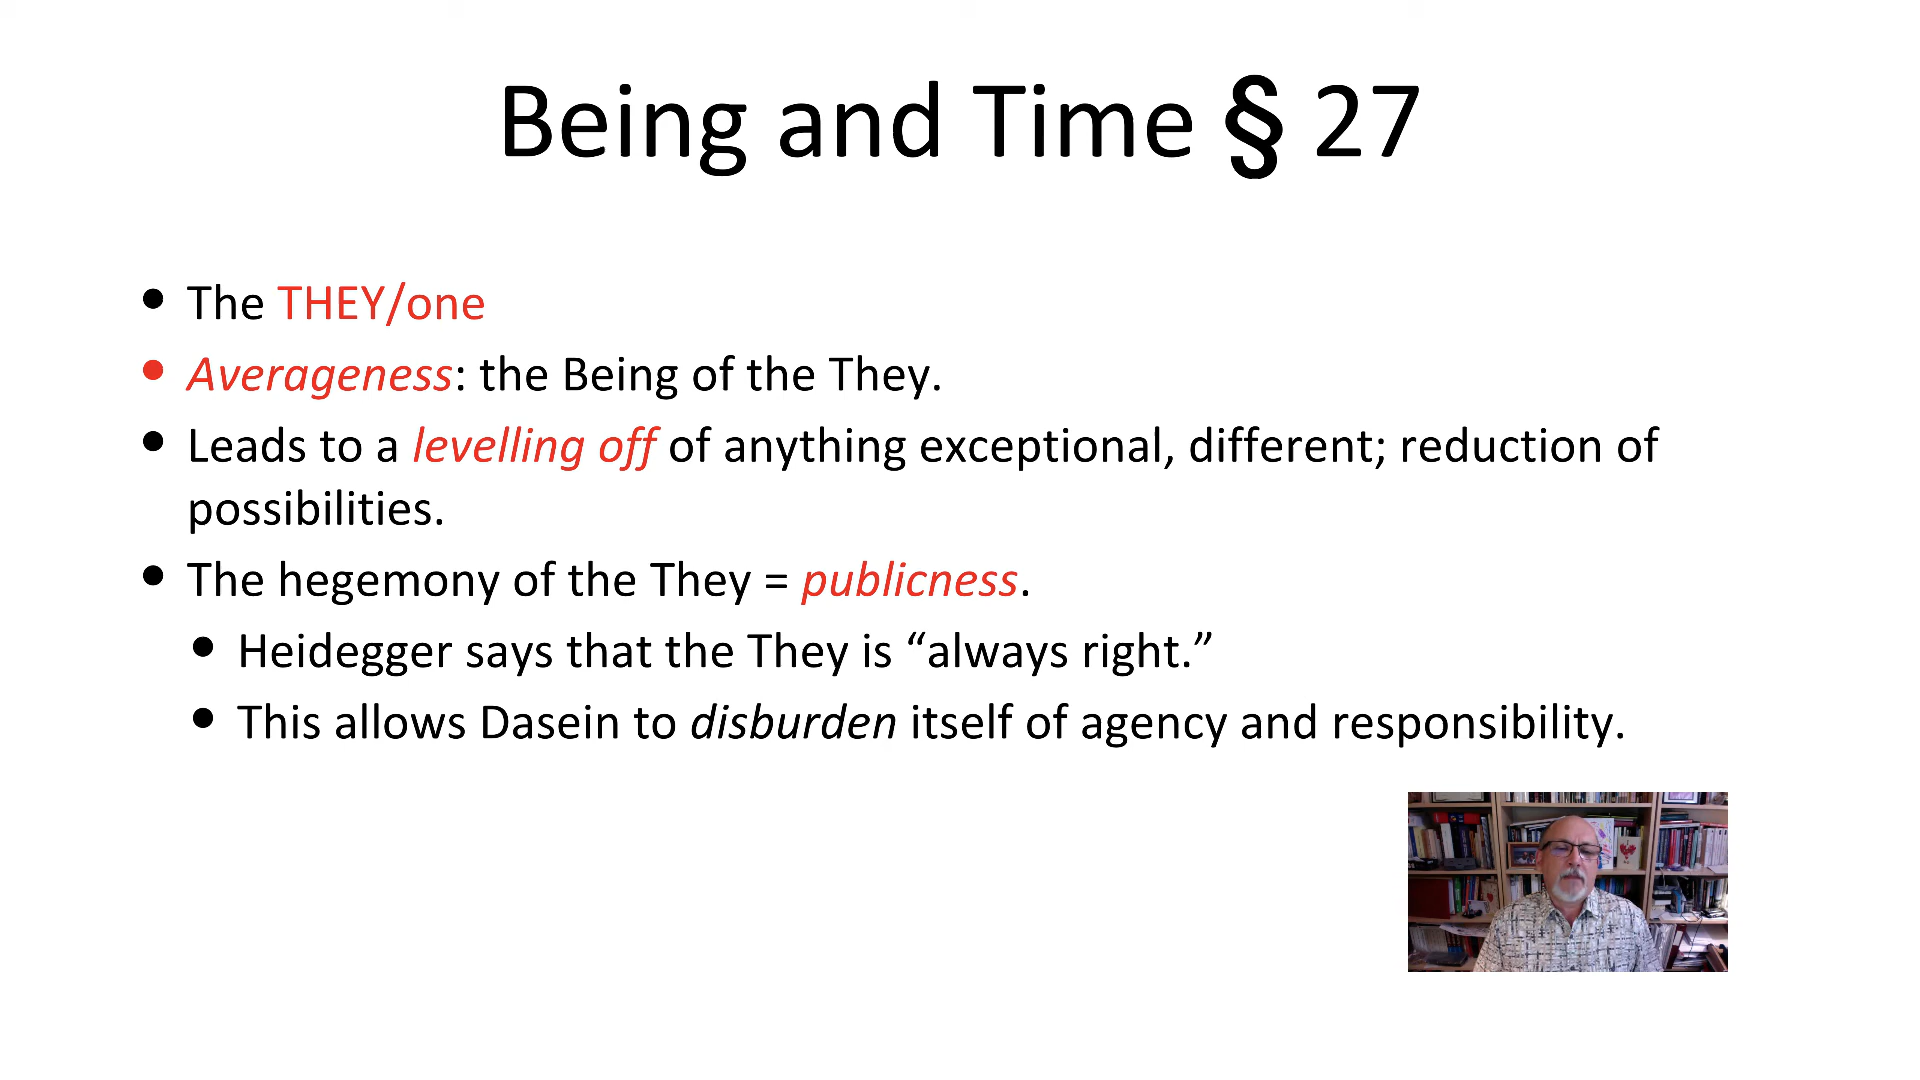 Being and Time § 27
• The THEY/one
• Averageness: the Being of the They.
• Leads to a levelling off of anything exceptional, different; reduction of
possibilities.
• The hegemony of the They = publicness.
• Heidegger says that the They is “always right.”
• This allows Dasein to disburden itself of agency and responsibility.